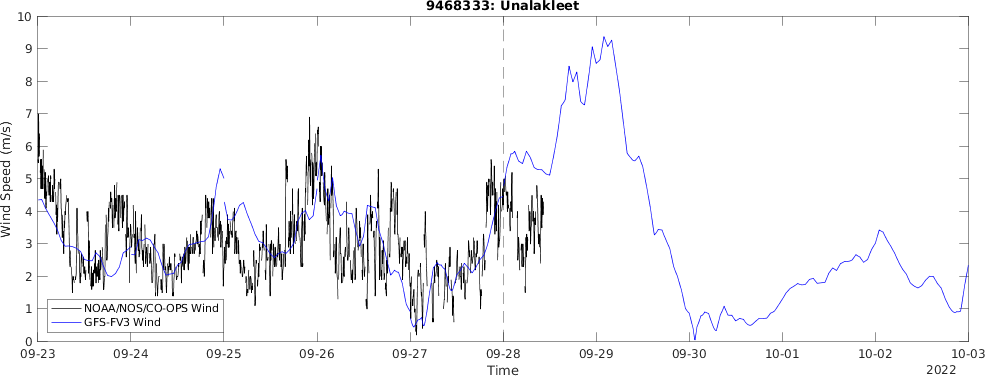 9468333: Unalakleet
10
9
8
7
6
5
4
3
2
1
0
Wind Speed (m/s)
NOAA/NOS/CO-OPS Wind
GFS-FV3 Wind
09-23 09-24 09-25 09-26 09-27 09-28 09-29 09-30 10-01 10-02 10-03
Time
2022